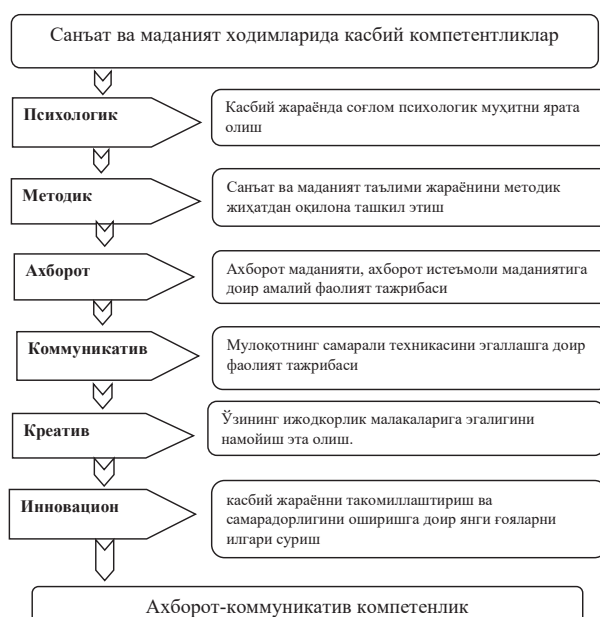 Санъат ва маданият ходимларида касбий компетентликлар
Психологик
Касбий жараёнда соғлом психологик муҳитни ярата
олиш
Методик
Санъат ва маданият таълими жараёнини методик
жиҳатдан оқилона ташкил этиш
Ахборот
Ахборот маданияти, ахборот истеъмоли маданиятига
доир амалий фаолият тажрибаси
Коммуникатив
Мулоқотнинг самарали техникасини эгаллашга доир
фаолият тажрибаси
Креатив
Ўзининг ижодкорлик малакаларига эгалигини
намойиш эта олиш.
Инновацион
касбий жараённи такомиллаштириш ва
самарадорлигини оширишга доир янги ғояларни
илгари суриш
Ахборот-коммуникатив компетенлик